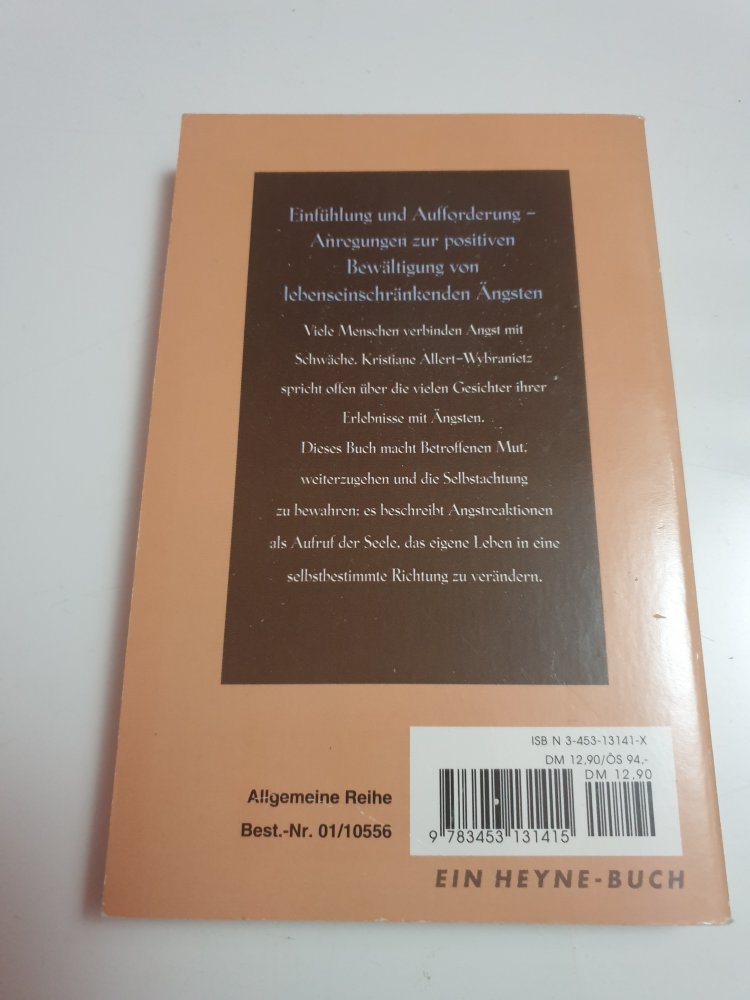 Einfühlung und Aufforderung –
Anregungen zur positiven
Bewältigung von
lebenseinschränkenden Ängsten
Viele Menschen verbinden Angst mit
Schwäche. Kristiane Allert-Wybranietz
spricht offen über die vielen Gesichter ihrer
Erlebnisse mit Ängsten.
Dieses Buch macht Betroffenen Mut,
weiterzugehen und die Selbstachtung
zu bewahren; es beschreibt Angstreaktionen
als Aufruf der Seele, das eigene Leben in eine
selbstbestimmte Richtung zu verändern.
ISBN 3-453-13141-X
DM 12,90/ÖS 94,-
DM 12,90
9 783453 131415
Allgemeine Reihe
Best.-Nr. 01/10556
EIN HEYNE-BUCH